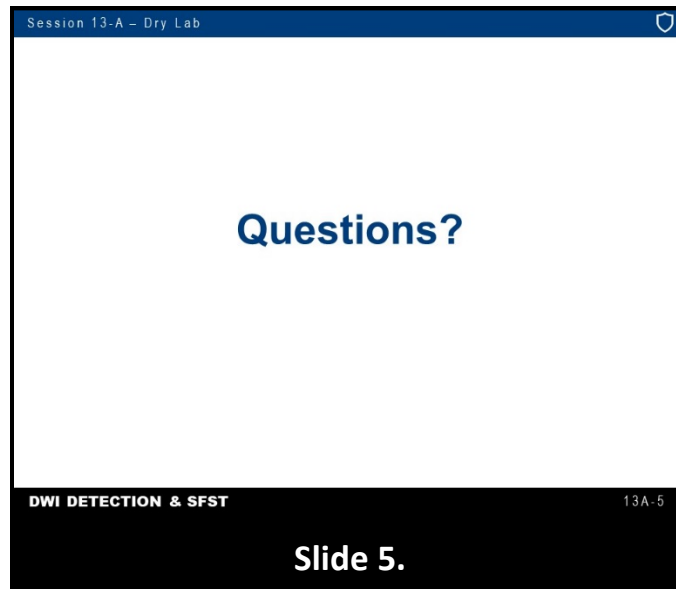 Session 13-A – Dry Lab
Questions?
DWI DETECTION & SFST
13A-5
Slide 5.